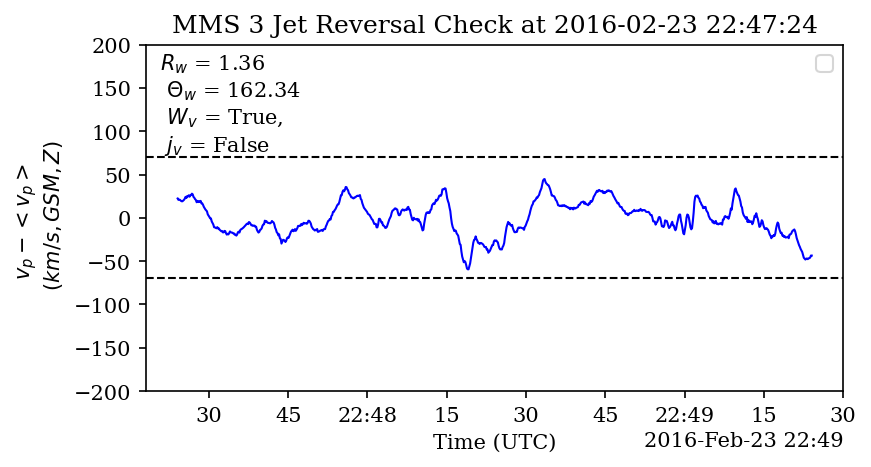 MMS 3 Jet Reversal Check at 2016-02-23 22:47:24
200
150
100
50
0
−50
−100
−150
−200
v_p − < v_p >
(km/s, GSM, Z)
R_w = 1.36
Θ_w = 162.34
W_v = True,
j_v = False
30 45 22:48 15 30 45 22:49 15 30
Time (UTC)
2016-Feb-23 22:49